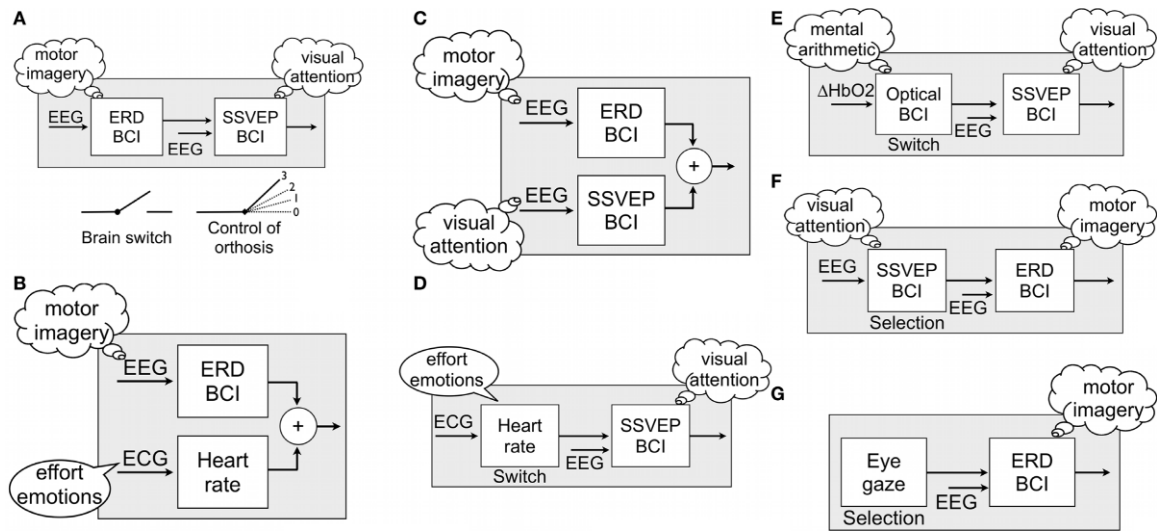 A
motor
imagery
visual
attention
EEG
ERD
BCI
EEG
SSVEP
BCI
Brain switch
3
2
1
0
Control of
orthosis
B
motor
imagery
EEG
ERD
BCI
+
effort
emotions
ECG
Heart
rate
C
motor
imagery
EEG
ERD
BCI
+
visual
attention
EEG
SSVEP
BCI
D
effort
emotions
visual
attention
ECG
Heart
rate
Switch
EEG
SSVEP
BCI
E
mental
arithmetic
visual
attention
ΔHbO2
Optical
BCI
Switch
EEG
SSVEP
BCI
F
visual
attention
motor
imagery
EEG
SSVEP
BCI
Selection
EEG
ERD
BCI
G
motor
imagery
Eye
gaze
Selection
EEG
ERD
BCI